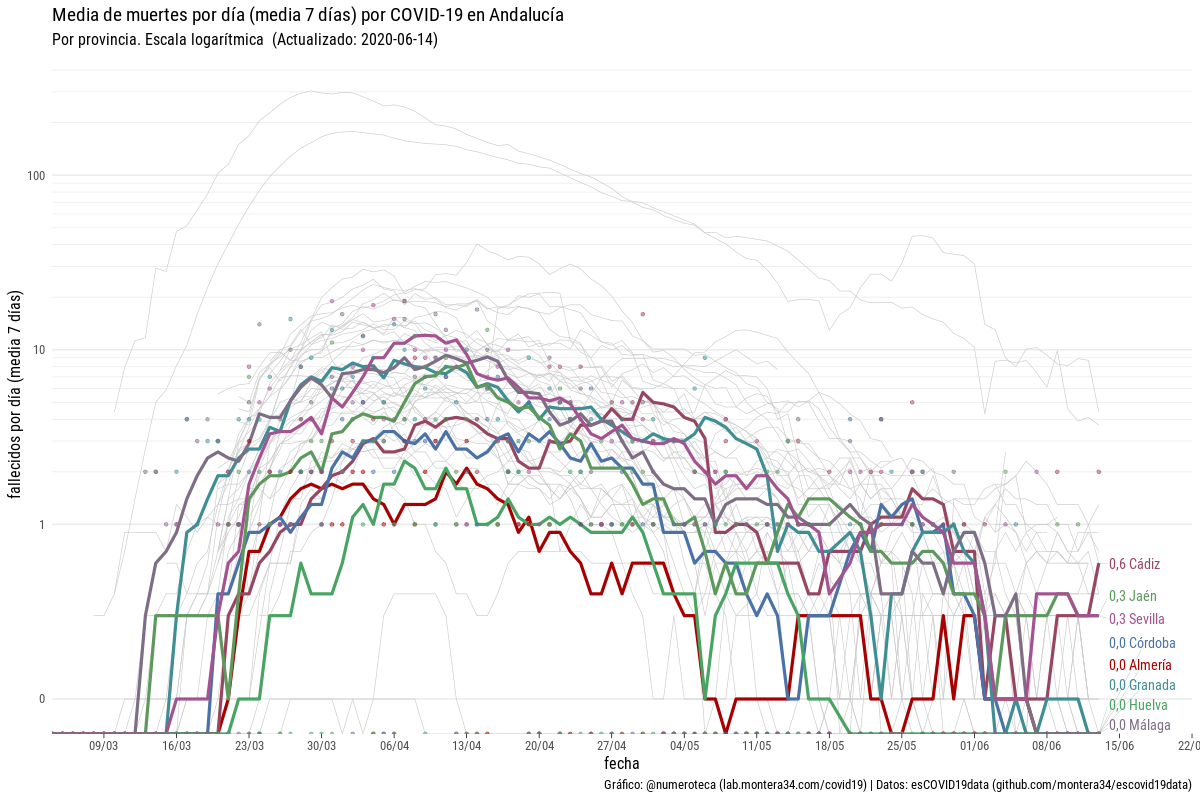 Media de muertes por día (media 7 días) por COVID-19 en Andalucía
Por provincia. Escala logarítmica (Actualizado: 2020-06-14)
fallecidos por día (media 7 días)
100
10
1
0
0,6 Cádiz
0,3 Jaén
0,3 Sevilla
0,0 Córdoba
0,0 Almería
0,0 Granada
0,0 Huelva
0,0 Málaga
09/03 16/03 23/03 30/03 06/04 13/04 20/04 27/04 04/05 11/05 18/05 25/05 01/06 08/06 15/06 22/0
fecha
Gráfico: @numeroteca (lab.montera34.com/covid19) | Datos: esCOVID19data (github.com/montera34/escovid19data)